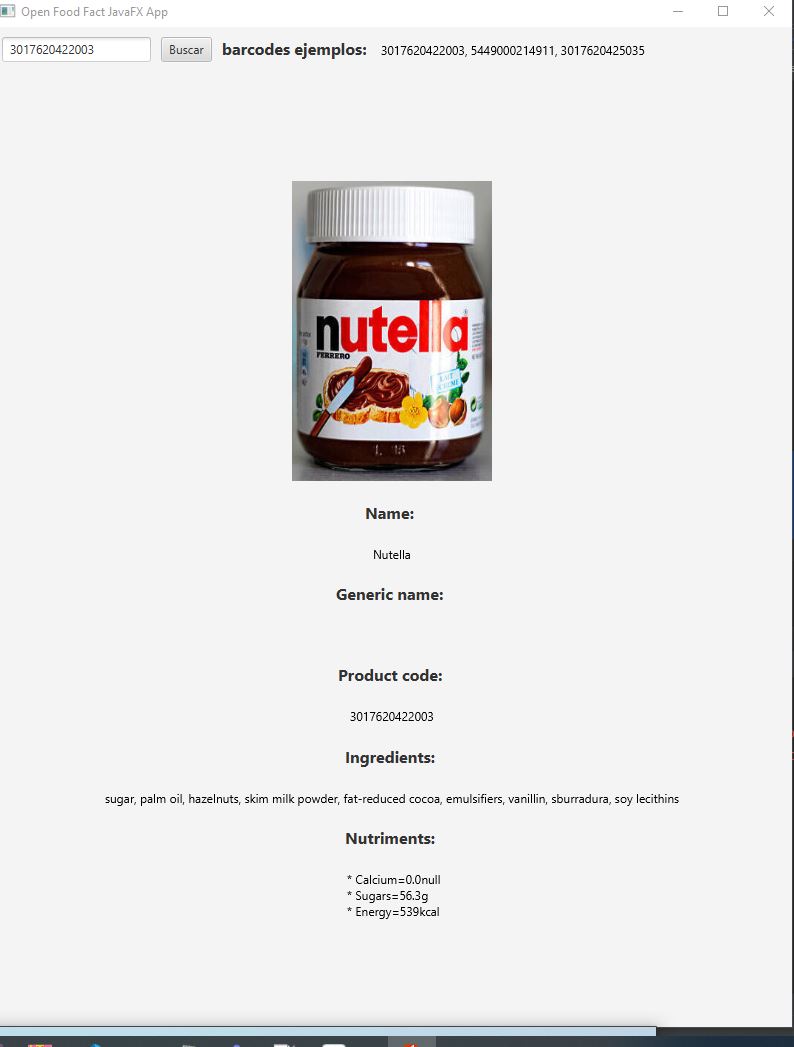 Open Food Fact JavaFX App
3017620422003 Buscar barcodes ejemplos: 3017620422003, 5449000214911, 3017620425035
nutella
FERRERO
Name:
Nutella
Generic name:
Product code:
3017620422003
Ingredients:
sugar, palm oil, hazelnuts, skim milk powder, fat-reduced cocoa, emulsifiers, vanillin, sburradura, soy lecithins
Nutriments:
* Calcium=0.0null
* Sugars=56.3g
* Energy=539kcal